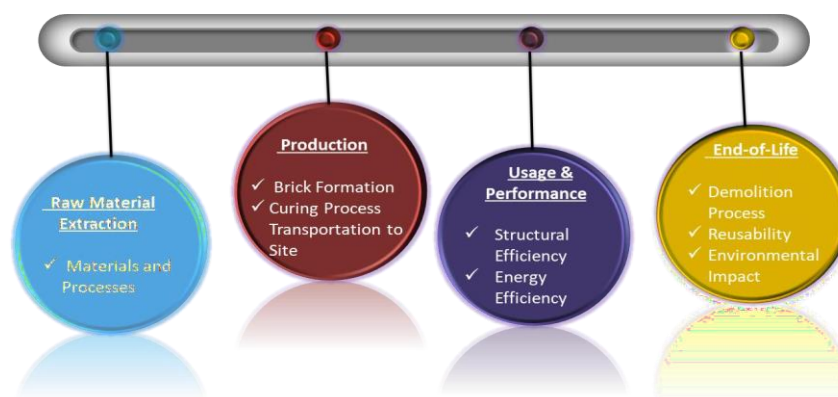 Raw Material
Extraction
✓ Materials and
Processes
Production
✓ Brick Formation
✓ Curing Process
Transportation to
Site
Usage &
Performance
✓ Structural
Efficiency
✓ Energy
Efficiency
End-of-Life
✓ Demolition
Process
✓ Reusability
✓ Environmental
Impact